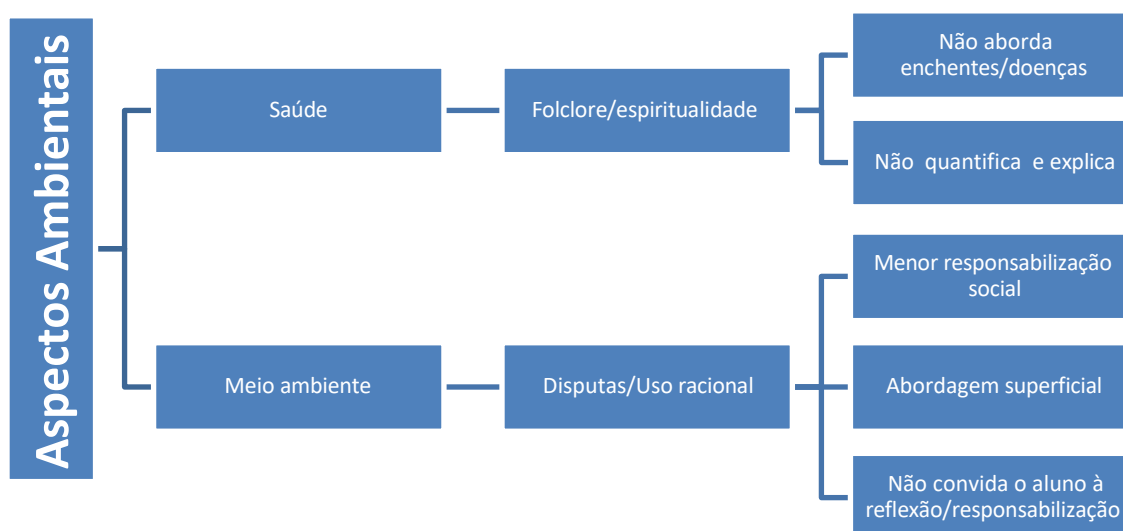 Aspectos Ambientais
Saúde
Folclore/espiritualidade
Não aborda
enchentes/doenças
Não quantifica e explica
Meio ambiente
Disputas/Uso racional
Menor responsabilização
social
Abordagem superficial
Não convida o aluno à
reflexão/responsabilização